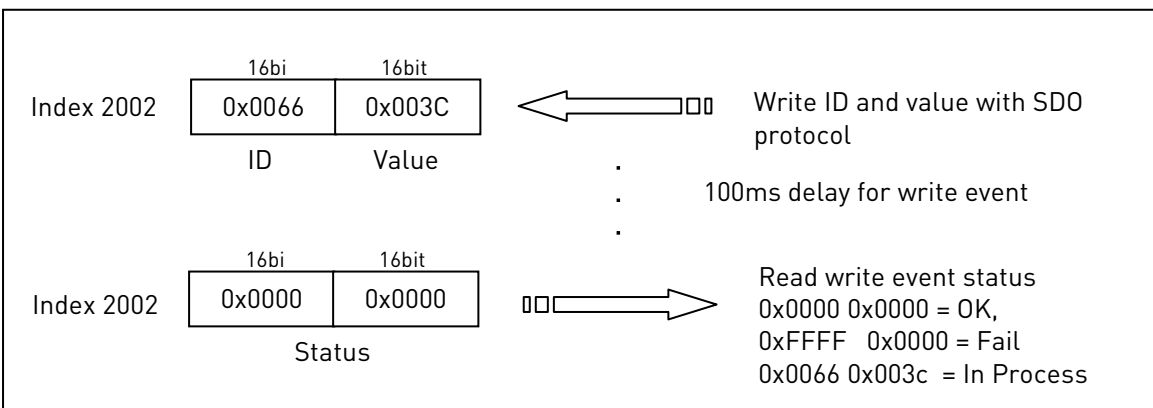 16bi 16bit
Index 2002 0x0066 0x003C Write ID and value with SDO
protocol
ID Value
.
. 100ms delay for write event
.
16bi 16bit
Index 2002 0x0000 0x0000 Read write event status
0x0000 0x0000 = OK,
Status 0xFFFF 0x0000 = Fail
0x0066 0x003c = In Process